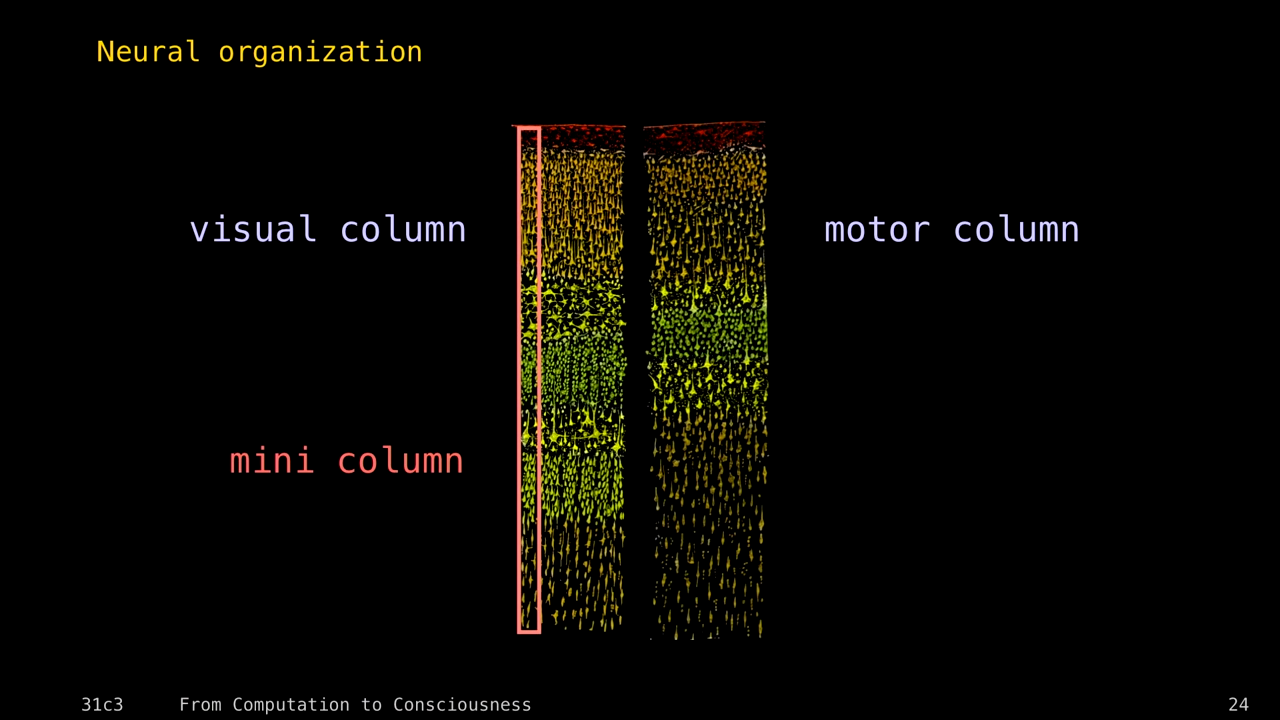 Neural organization
visual column
motor column
mini column
31c3 From Computation to Consciousness 24